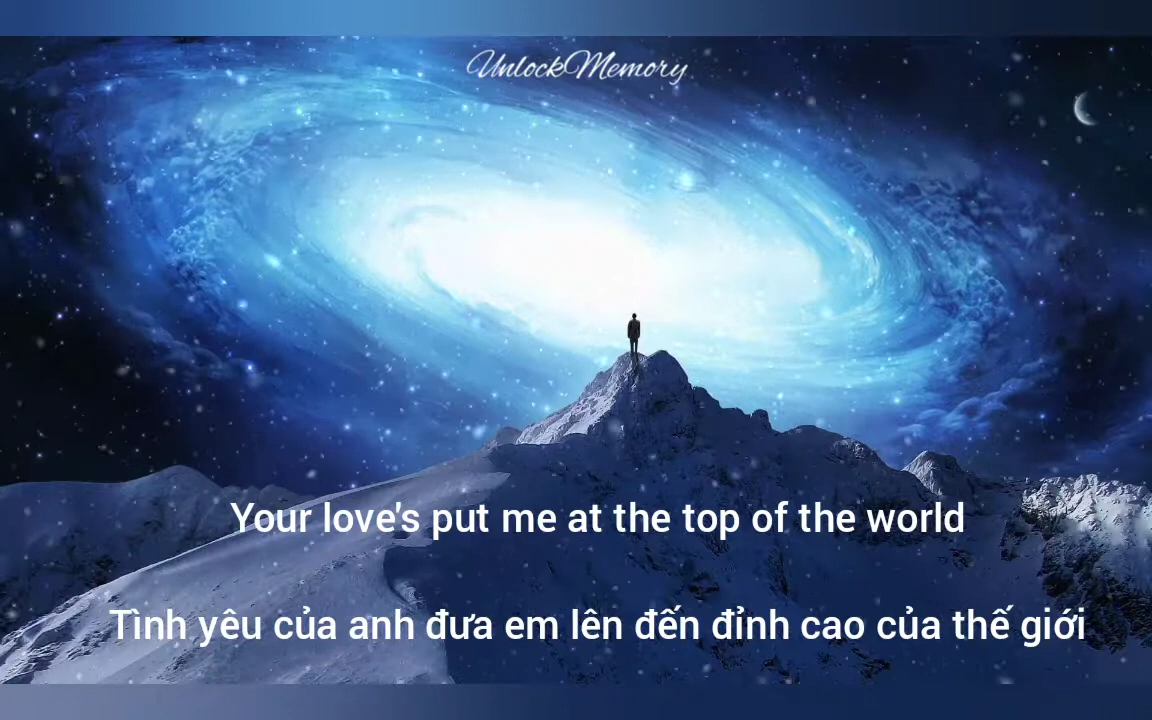 UnlockMemory
Your love's put me at the top of the world
Tình yêu của anh đưa em lên đến đỉnh cao của thế giới